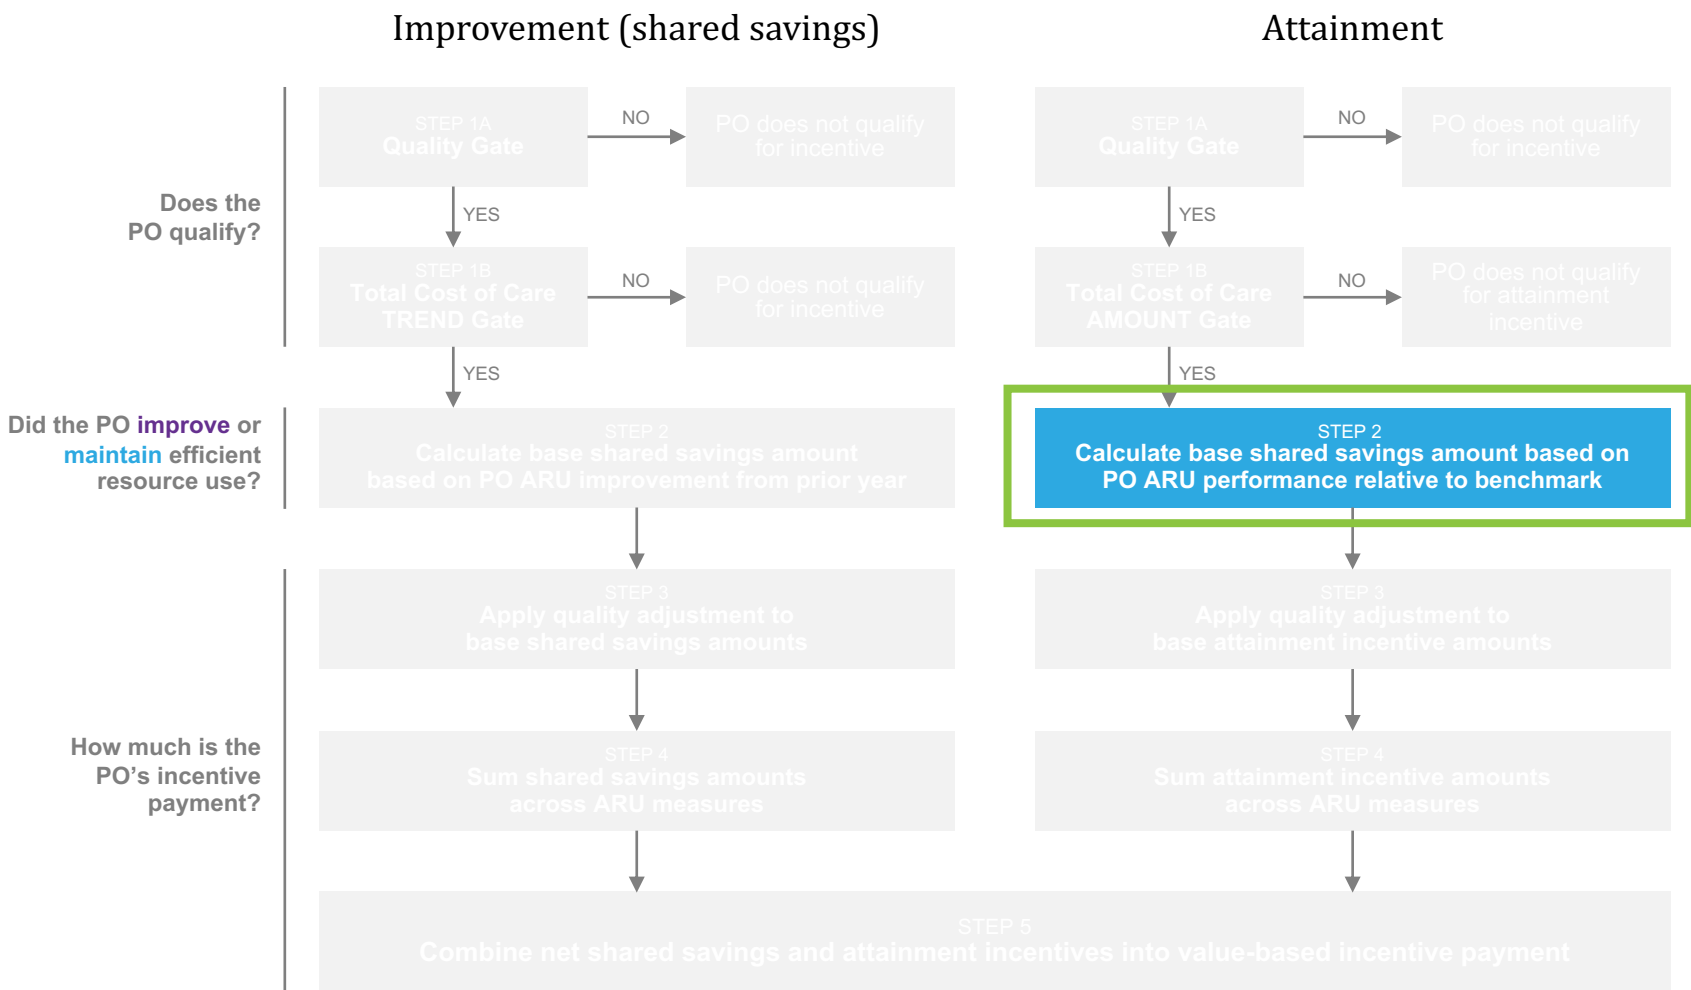 Improvement (shared savings)
Attainment
Does the
PO qualify?
STEP 1A
Quality Gate
NO
PO does not qualify
for incentive
YES
STEP 1B
Total Cost of Care
TREND Gate
NO
PO does not qualify
for incentive
YES
STEP 1A
Quality Gate
NO
PO does not qualify
for incentive
YES
STEP 1B
Total Cost of Care
AMOUNT Gate
NO
PO does not qualify
for attainment
incentive
YES
Did the PO improve or
maintain efficient
resource use?
STEP 2
Calculate base shared savings amount
based on PO ARU improvement from prior year
STEP 2
Calculate base shared savings amount based on
PO ARU performance relative to benchmark
How much is the
PO’s incentive
payment?
STEP 3
Apply quality adjustment to
base shared savings amounts
STEP 3
Apply quality adjustment to
base attainment incentive amounts
STEP 4
Sum shared savings amounts
across ARU measures
STEP 4
Sum attainment incentive amounts
across ARU measures
STEP 5
Combine net shared savings and attainment incentives into value-based incentive payment